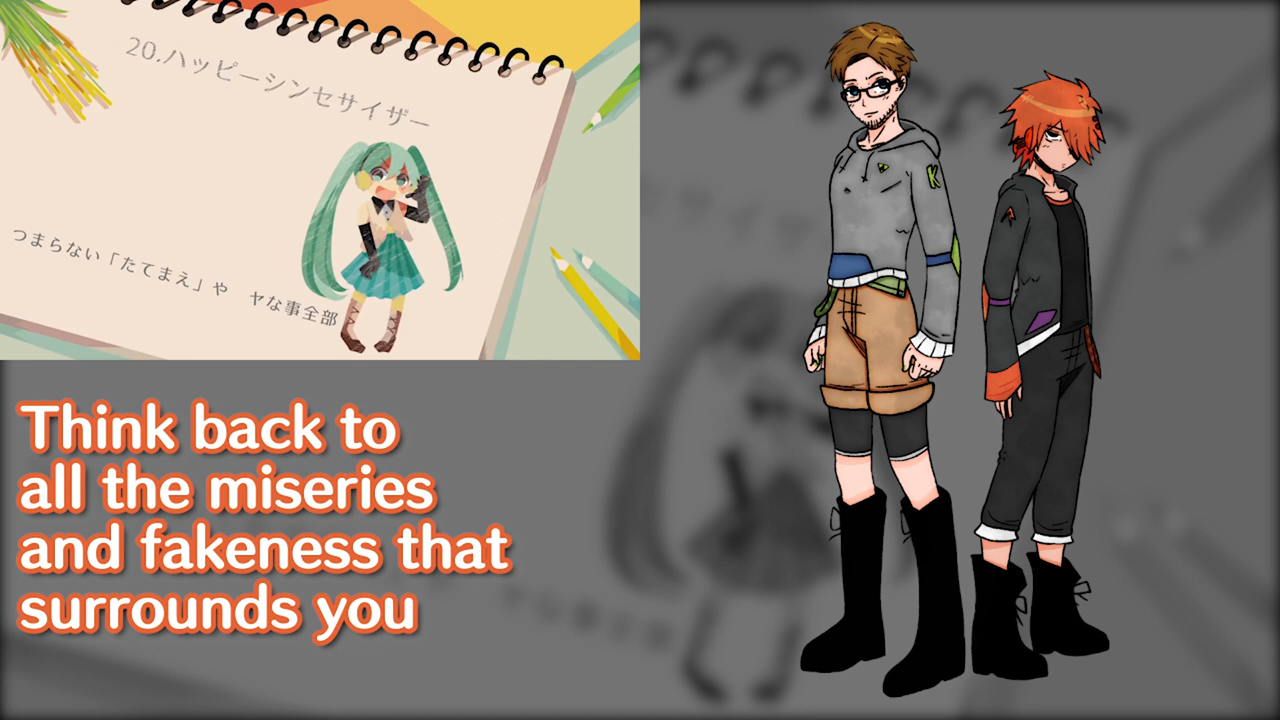 20.ハッピーシンセサイザー
つまらない「たてまえ」や ヤな事全部
Think back to
all the miseries
and fakeness that
surrounds you
K